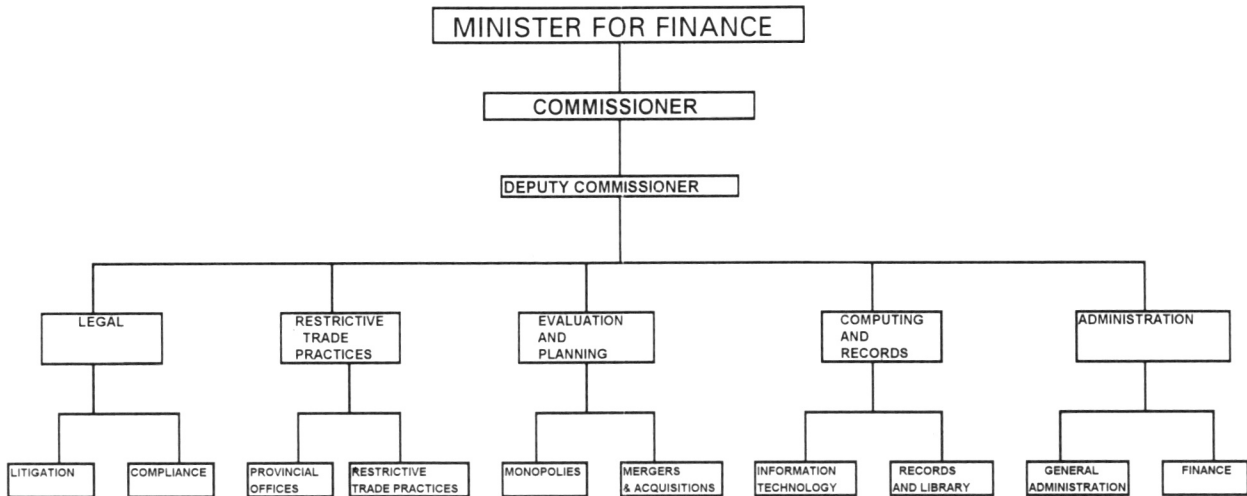 MINISTER FOR FINANCE
COMMISSIONER
DEPUTY COMMISSIONER
LEGAL
RESTRICTIVE
TRADE
PRACTICES
EVALUATION
AND
PLANNING
COMPUTING
AND
RECORDS
ADMINISTRATION
LITIGATION
COMPLIANCE
PROVINCIAL
OFFICES
RESTRICTIVE
TRADE PRACTICES
MONOPOLIES
MERGERS
& ACQUISITIONS
INFORMATION
TECHNOLOGY
RECORDS
AND LIBRARY
GENERAL
ADMINISTRATION
FINANCE